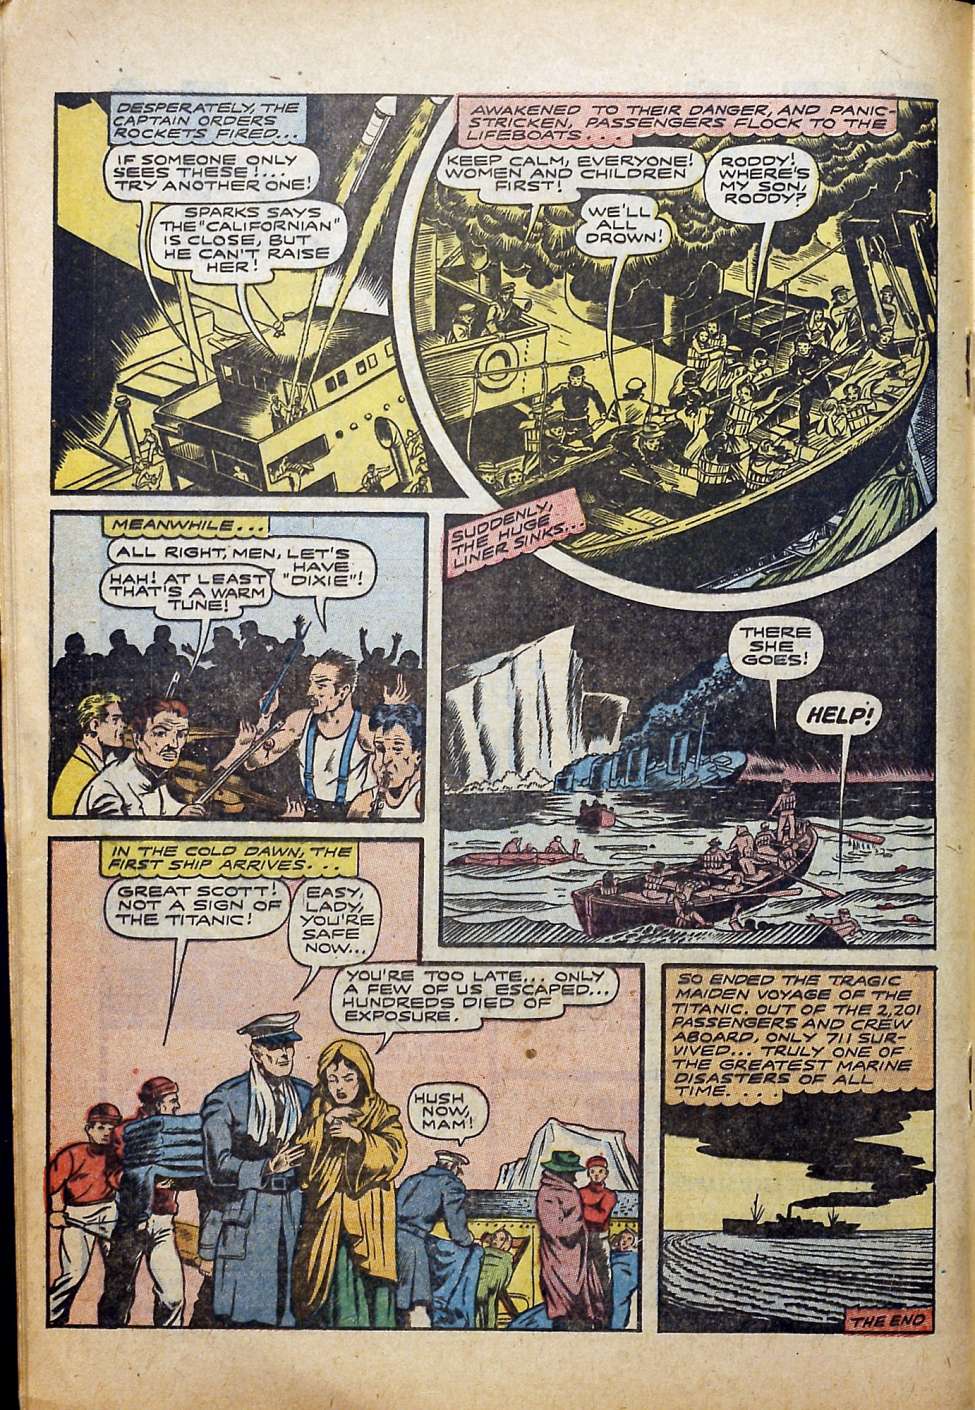 DESPERATELY, THE
CAPTAIN ORDERS
ROCKETS FIRED...
IF SOMEONE ONLY
SEES THESE!...
TRY ANOTHER ONE!
SPARKS SAYS
THE "CALIFORNIAN"
IS CLOSE, BUT
HE CAN'T RAISE
HER!
AWAKENED TO THEIR DANGER, AND PANIC-
STRICKEN, PASSENGERS FLOCK TO THE
LIFEBOATS...
KEEP CALM, EVERYONE!
WOMEN AND CHILDREN
FIRST!
WE'LL
ALL
DROWN!
RODDY!
WHERE'S
MY SON,
RODDY?
MEANWHILE...
ALL RIGHT, MEN, LET'S
HAVE
"DIXIE"!
HAH! AT LEAST
THAT'S A WARM
TUNE!
SUDDENLY,
THE HUGE
LINER SINKS...
THERE
SHE
GOES!
HELP!
IN THE COLD DAWN, THE
FIRST SHIP ARRIVES....
GREAT SCOTT!
NOT A SIGN OF
THE TITANIC!
EASY,
LADY,
YOU'RE
SAFE
NOW...
YOU'RE TOO LATE... ONLY
A FEW OF US ESCAPED...
HUNDREDS DIED OF
EXPOSURE.
HUSH
NOW,
MAM!
SO ENDED THE TRAGIC
MAIDEN VOYAGE OF THE
TITANIC. OUT OF THE 2,201
PASSENGERS AND CREW
ABOARD, ONLY 711 SUR-
VIVED... TRULY ONE OF
THE GREATEST MARINE
DISASTERS OF ALL
TIME....
THE END